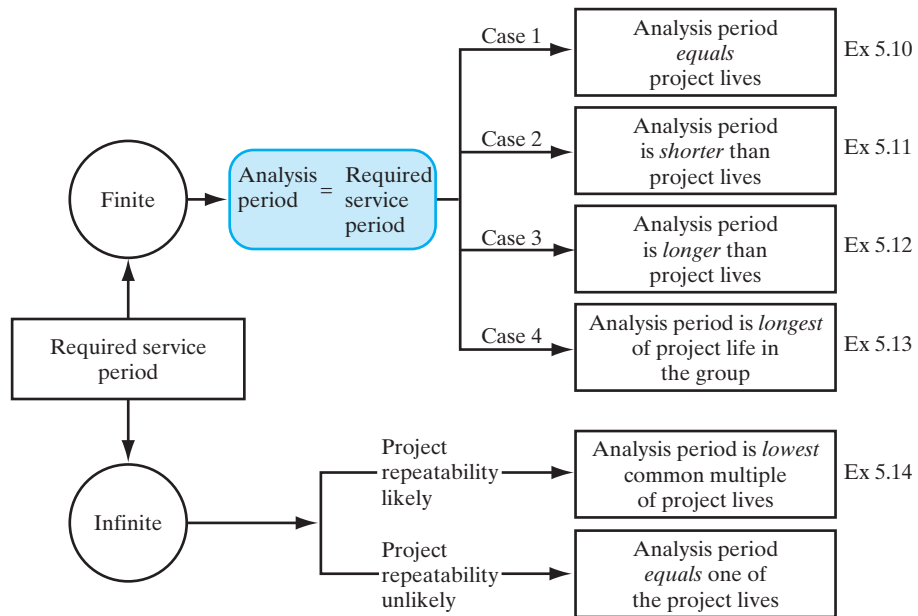 Case 1
Analysis period
equals
project lives
Ex 5.10
Case 2
Analysis period
is shorter than
project lives
Ex 5.11
Finite
Analysis
period
=
Required
service
period
Case 3
Analysis period
is longer than
project lives
Ex 5.12
Case 4
Analysis period is longest
of project life in
the group
Ex 5.13
Required service
period
Infinite
Project
repeatability
likely
Analysis period is lowest
common multiple
of project lives
Ex 5.14
Project
repeatability
unlikely
Analysis period
equals one of
the project lives